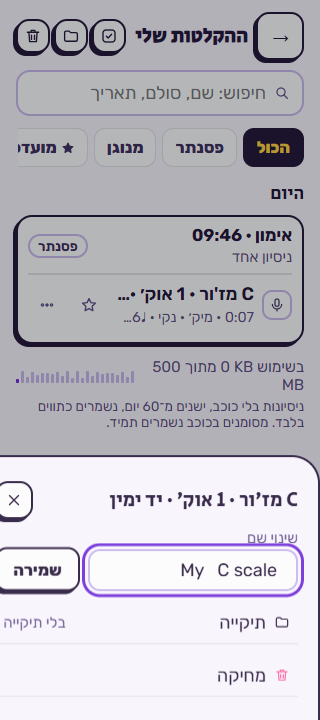 ההקלטות שלי
חיפוש: שם, סולם, תאריך
הכול
פסנתר
מנוגן
מועדפ
היום
אימון • 09:46
ניסיון אחד
פסנתר
C מז'ור • 1 אוק׳ •...
0:07 • מיק׳ • נקי • ♩...
בשימוש 0 KB מתוך 500
MB
ניסיונות בלי כוכב, ישנים מ־60 יום, נשמרים כתווים
בלבד. מסומנים בכוכב נשמרים תמיד.
C מז׳ור • 1 אוק׳ • יד ימין
שינוי שם
My C scale
שמירה
תיקייה
בלי תיקייה
מחיקה